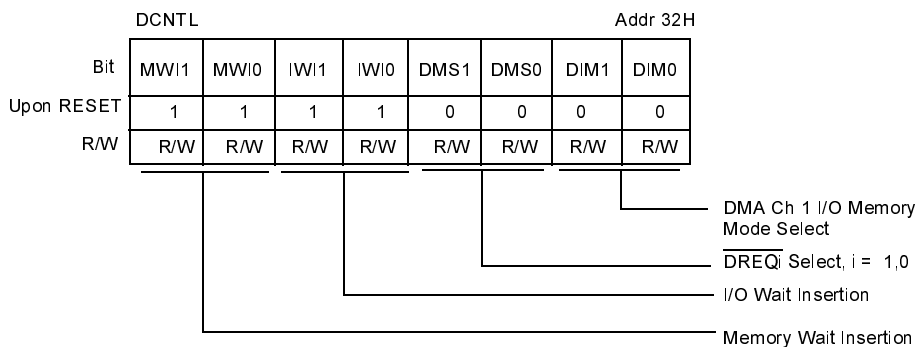 DCNTL Addr 32H
Bit MWI1 MWI0 IWI1 IWI0 DMS1 DMS0 DIM1 DIM0
Upon RESET 1 1 1 1 0 0 0 0
R/W R/W R/W R/W R/W R/W R/W R/W R/W
DMA Ch 1 I/O Memory
Mode Select
DREQi Select, i = 1,0
I/O Wait Insertion
Memory Wait Insertion